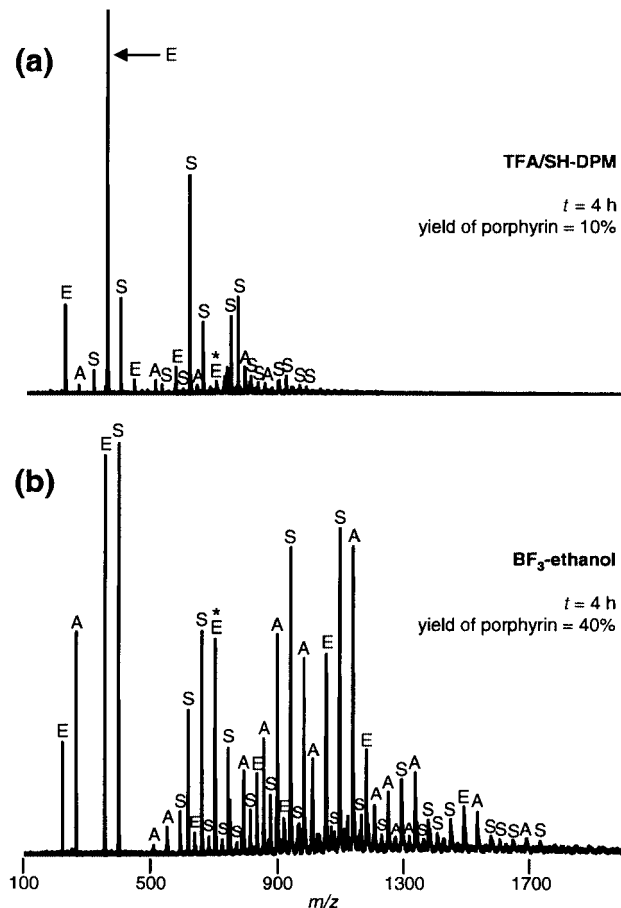 (a)
E
TFA/SH-DPM
t = 4 h
yield of porphyrin = 10%
S
E
A
S
S
E
A
S
E
S
A
S
*
E
S
S
A
S
S
A
S
S
S
S
(b)
BF₃-ethanol
t = 4 h
yield of porphyrin = 40%
E
A
E
S
A
A
S
S
E
S
S
*
E
S
S
S
A
S
E
A
S
A
E
S
S
A
A
E
S
S
A
S
E
A
S
A
A
S
A
A
S
S
S
S
E
A
S
S
S
A
S
100 500 900 1300 1700
m/z